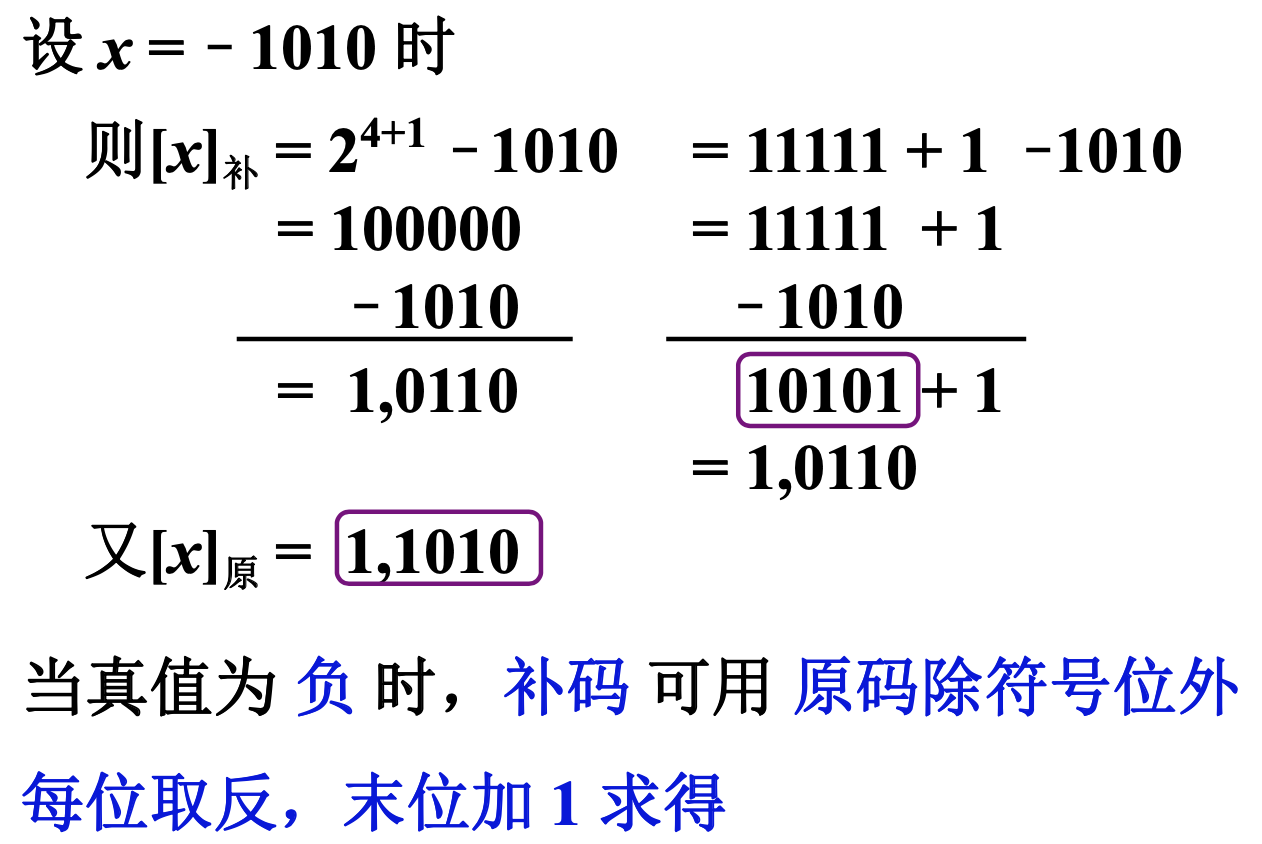 设 x = - 1010 时
则[x]补 = 2^{4+1} - 1010 = 11111 + 1 -1010
= 100000 = 11111 + 1
- 1010 - 1010
= 1,0110 10101 + 1
= 1,0110
又[x]原 = 1,1010
当真值为 负 时，补码 可用 原码除符号位外
每位取反，末位加 1 求得